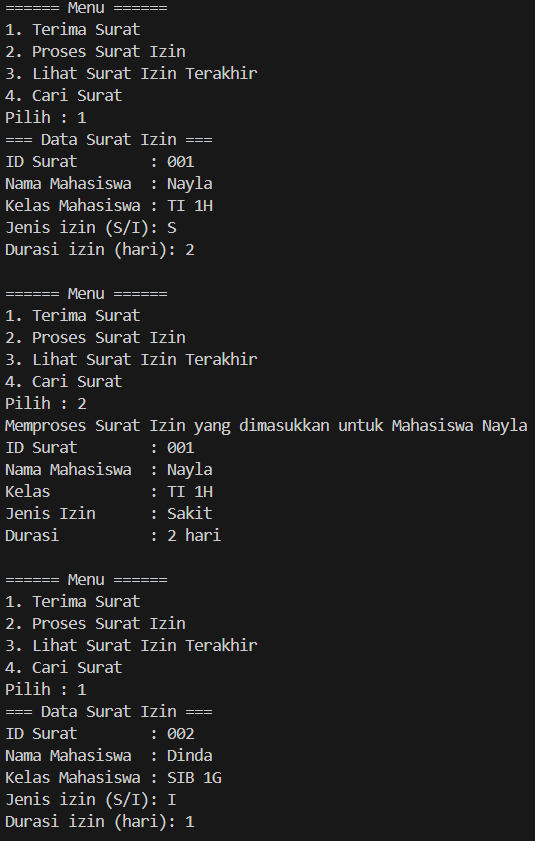 ====== Menu ======
1. Terima Surat
2. Proses Surat Izin
3. Lihat Surat Izin Terakhir
4. Cari Surat
Pilih : 1
=== Data Surat Izin ===
ID Surat        : 001
Nama Mahasiswa  : Nayla
Kelas Mahasiswa : TI 1H
Jenis izin (S/I): S
Durasi izin (hari): 2

====== Menu ======
1. Terima Surat
2. Proses Surat Izin
3. Lihat Surat Izin Terakhir
4. Cari Surat
Pilih : 2
Memproses Surat Izin yang dimasukkan untuk Mahasiswa Nayla
ID Surat        : 001
Nama Mahasiswa  : Nayla
Kelas           : TI 1H
Jenis Izin      : Sakit
Durasi          : 2 hari

====== Menu ======
1. Terima Surat
2. Proses Surat Izin
3. Lihat Surat Izin Terakhir
4. Cari Surat
Pilih : 1
=== Data Surat Izin ===
ID Surat        : 002
Nama Mahasiswa  : Dinda
Kelas Mahasiswa : SIB 1G
Jenis izin (S/I): I
Durasi izin (hari): 1